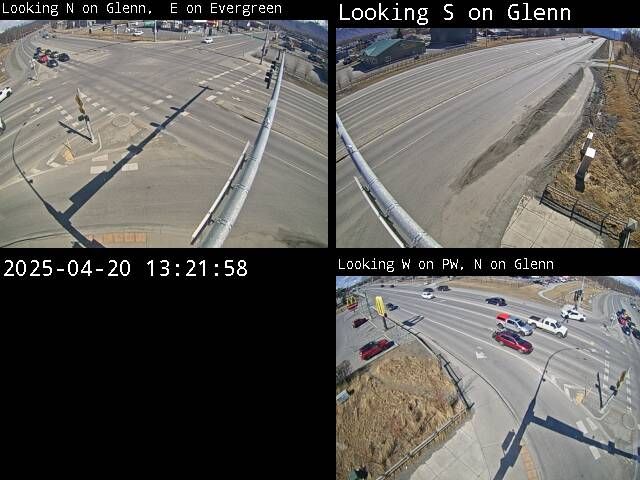 Looking N on Glenn,  E on Evergreen
Looking S on Glenn
2025-04-20 13:21:58
Looking W on PW, N on Glenn